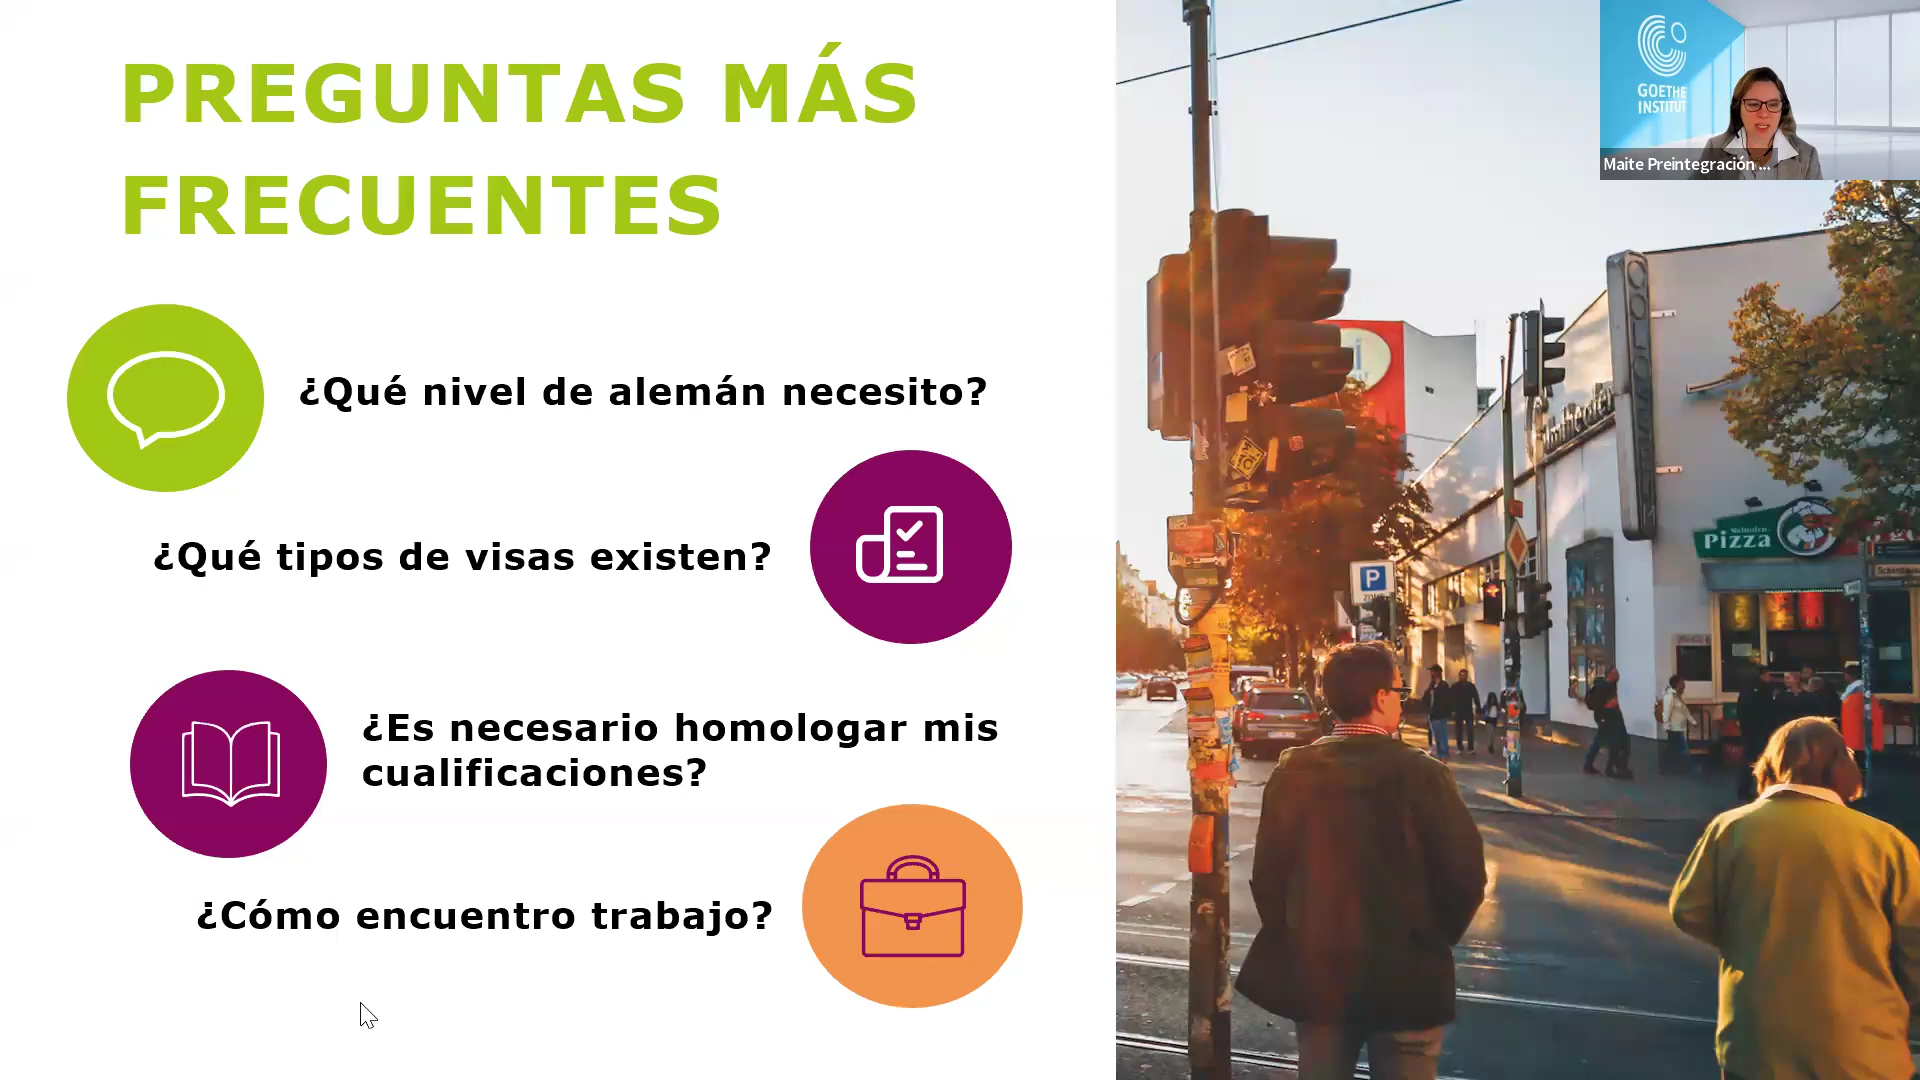 PREGUNTAS MÁS
FRECUENTES
¿Qué nivel de alemán necesito?
¿Qué tipos de visas existen?
¿Es necesario homologar mis
cualificaciones?
¿Cómo encuentro trabajo?
GOETHE
INSTITUT
Maite Preintegración ...
P
COLOSSEUM
Pizza